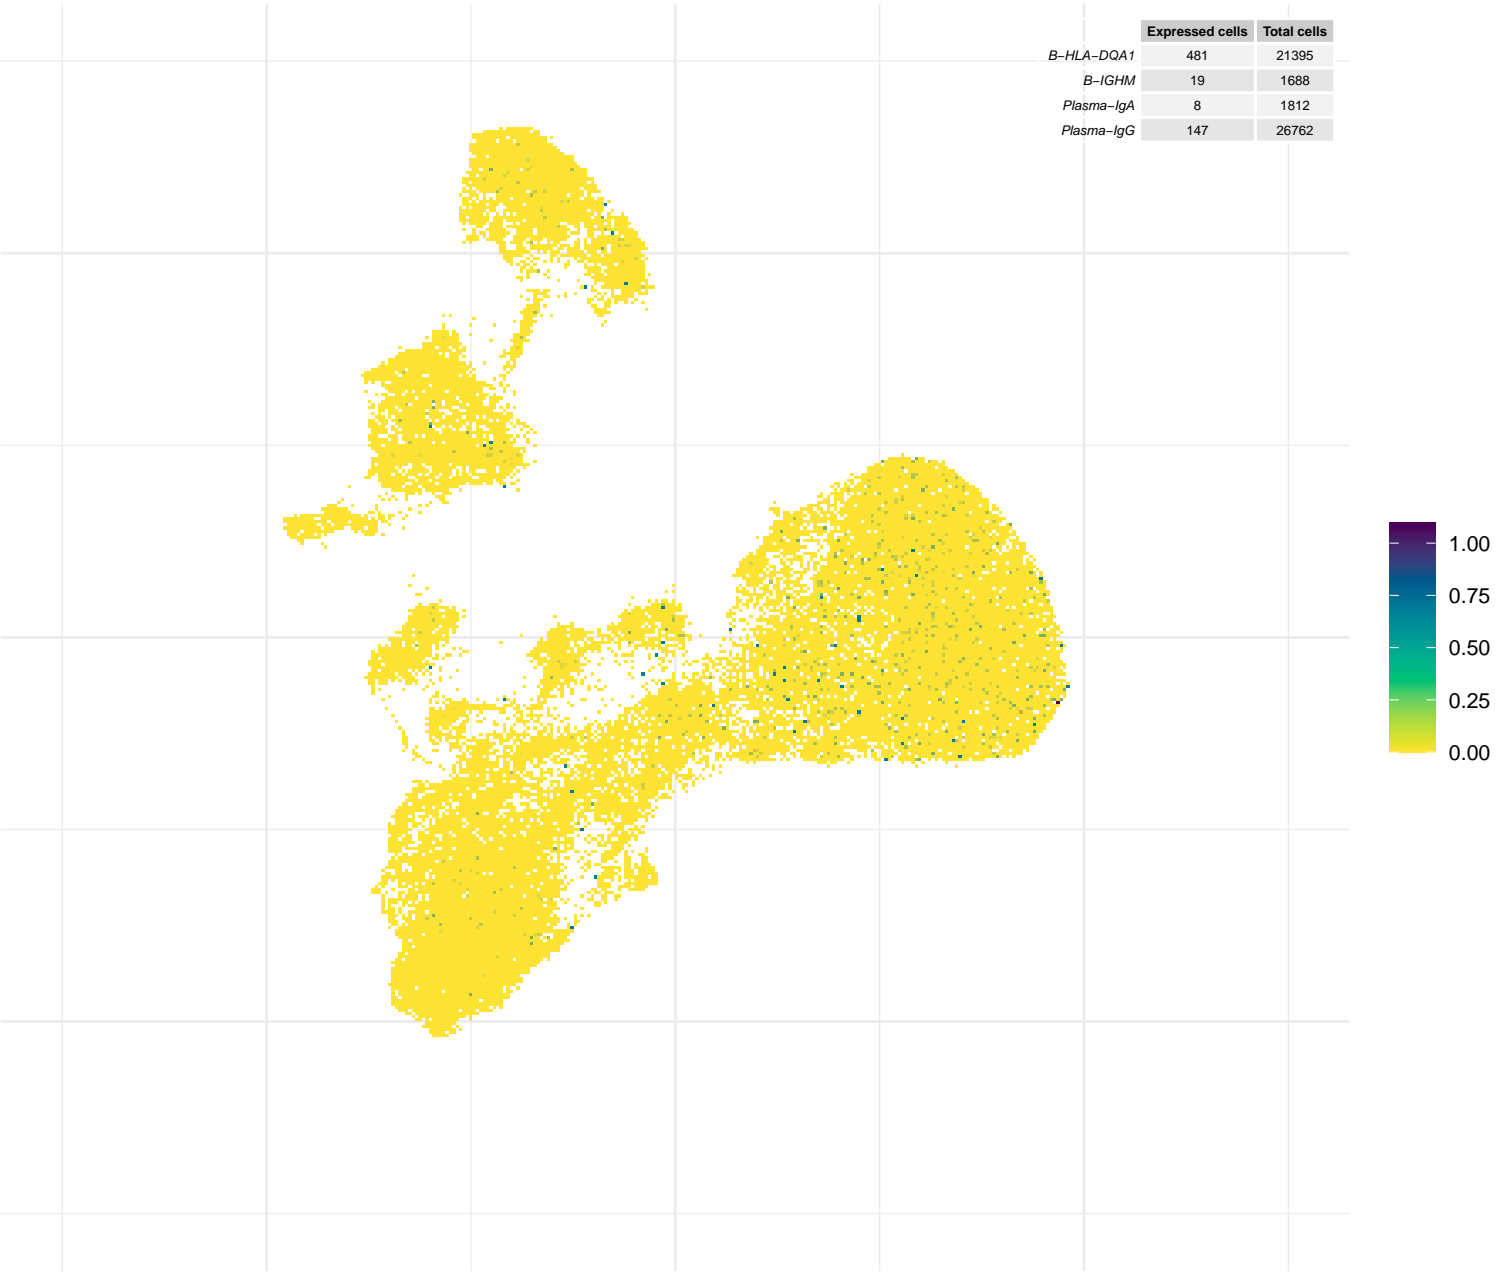 Expressed cells Total cells
B−HLA−DQA1 481 21395
B−IGHM 19 1688
Plasma−IgA 8 1812
Plasma−IgG 147 26762
1.00
0.75
0.50
0.25
0.00